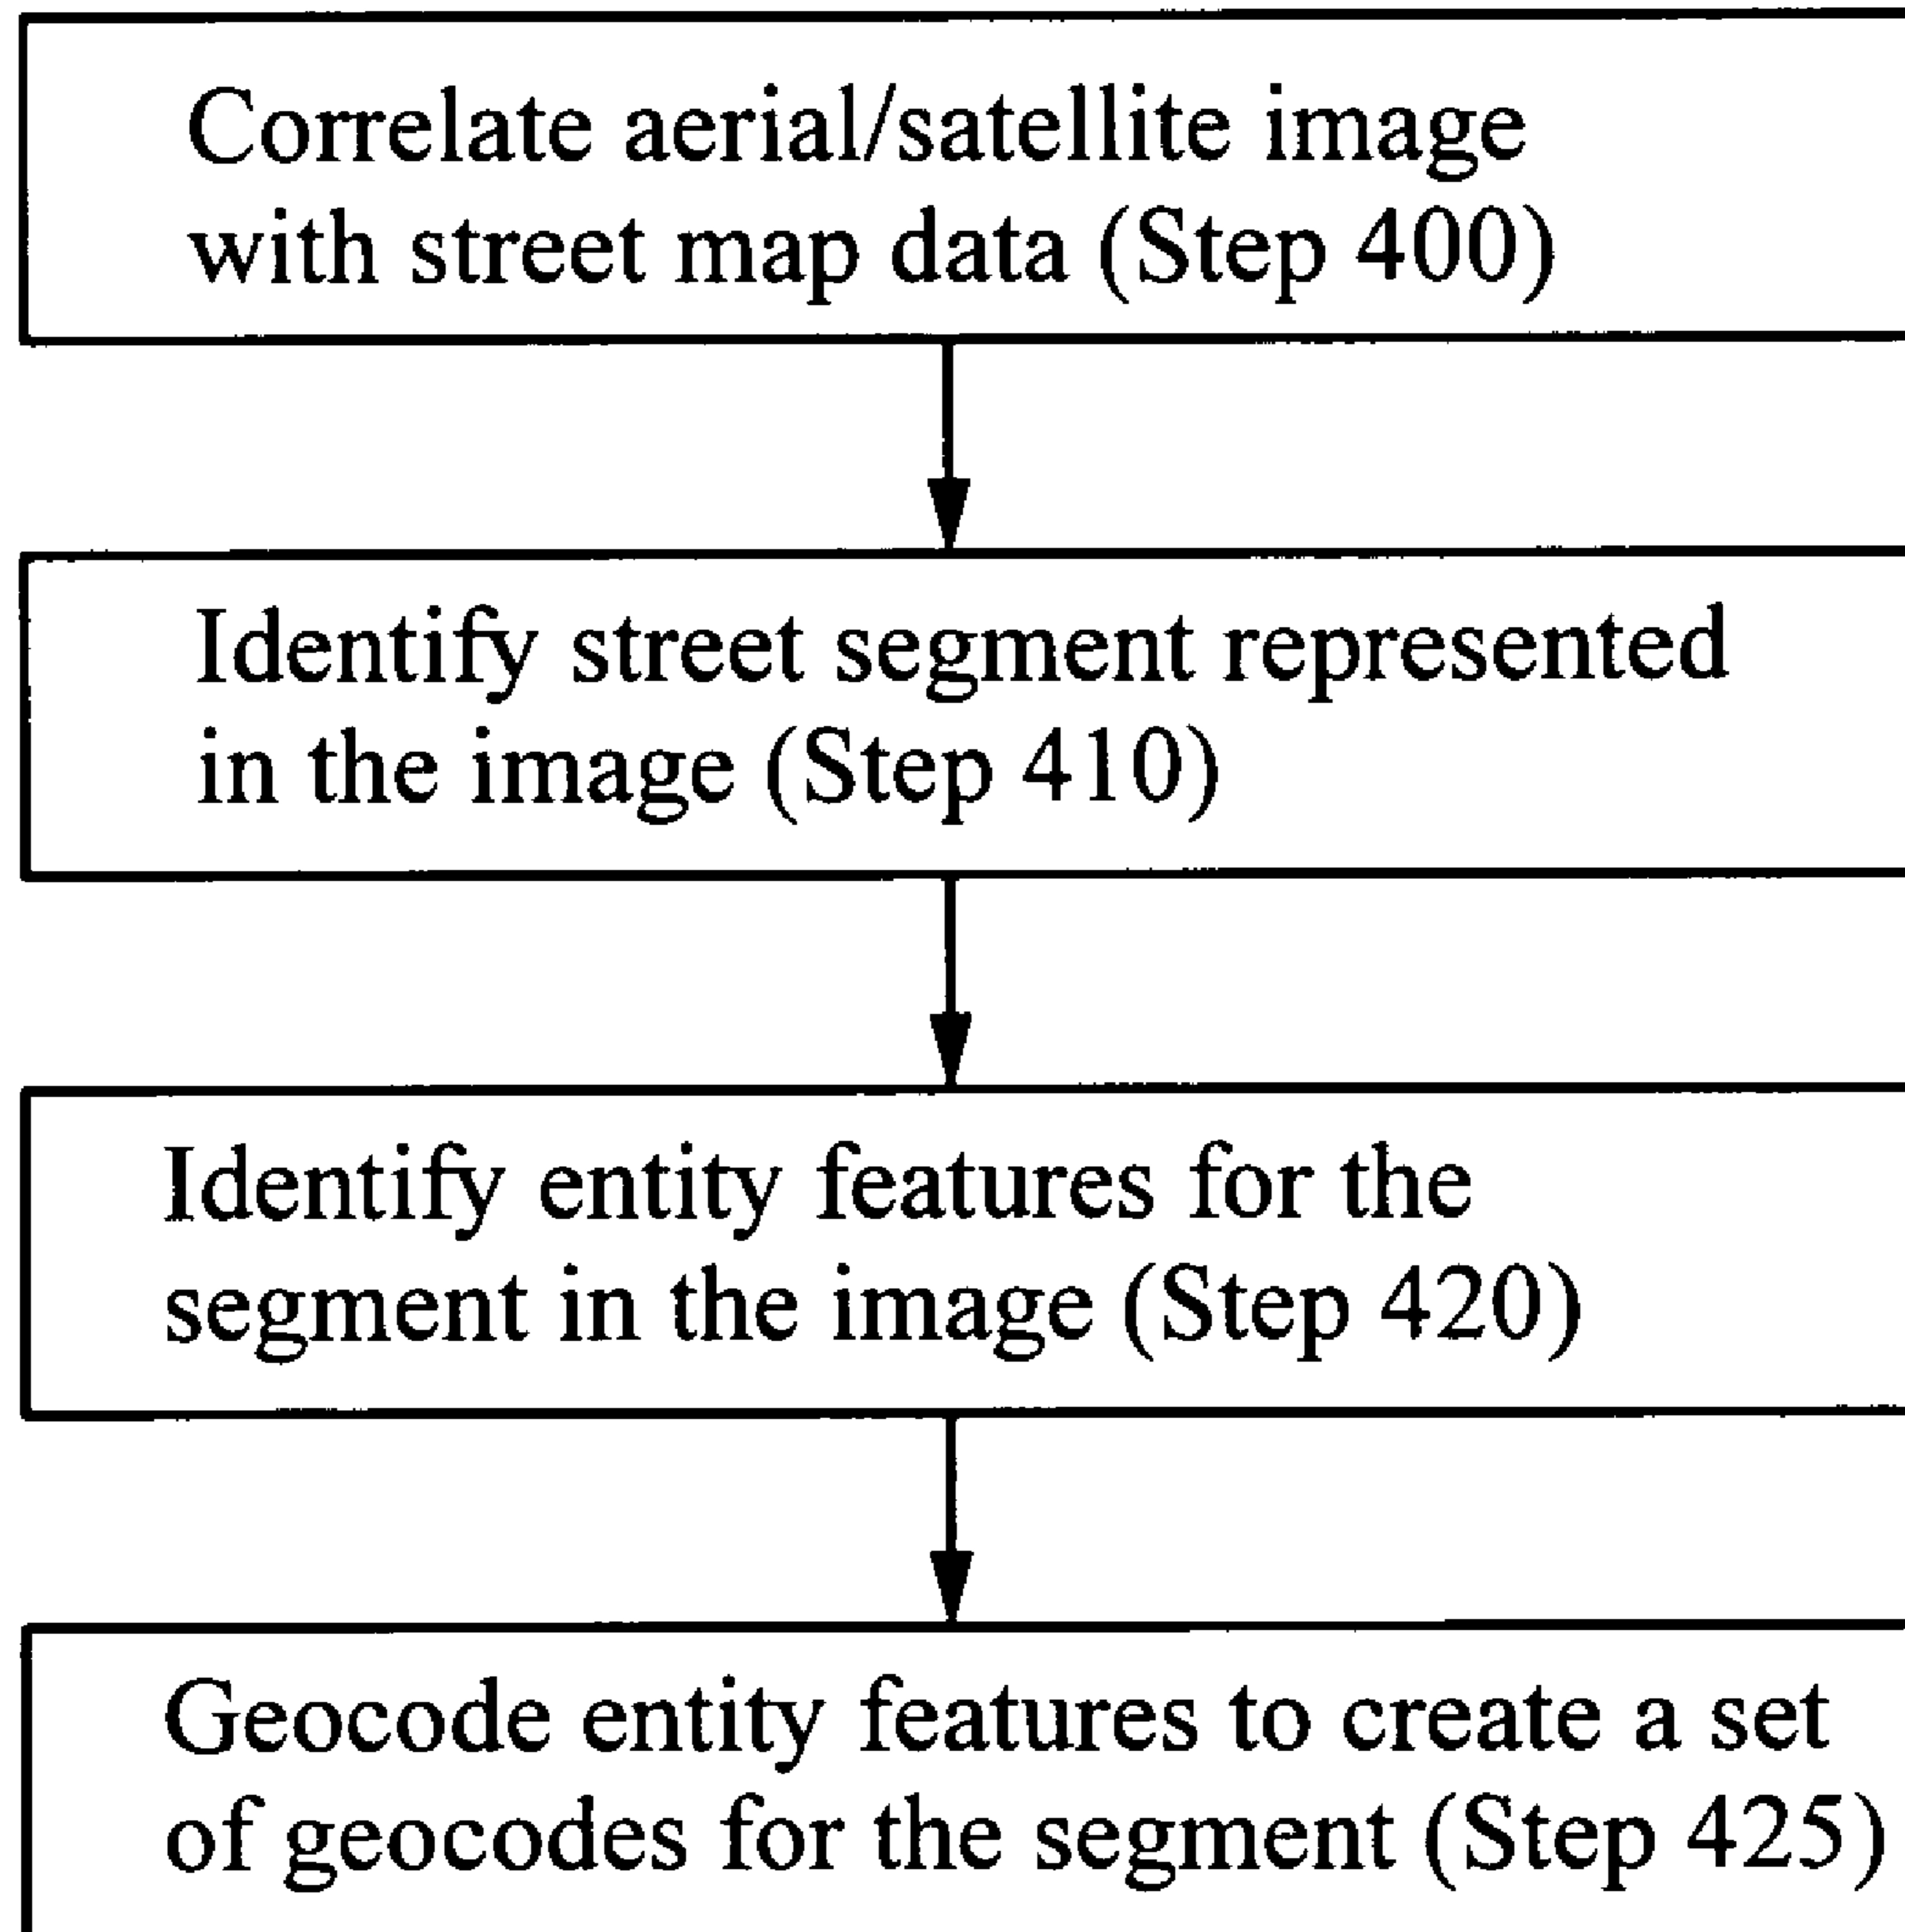 Correlate aerial/satellite image
with street map data (Step 400)
Identify street segment represented
in the image (Step 410)
Identify entity features for the
segment in the image (Step 420)
Geocode entity features to create a set
of geocodes for the segment (Step 425)